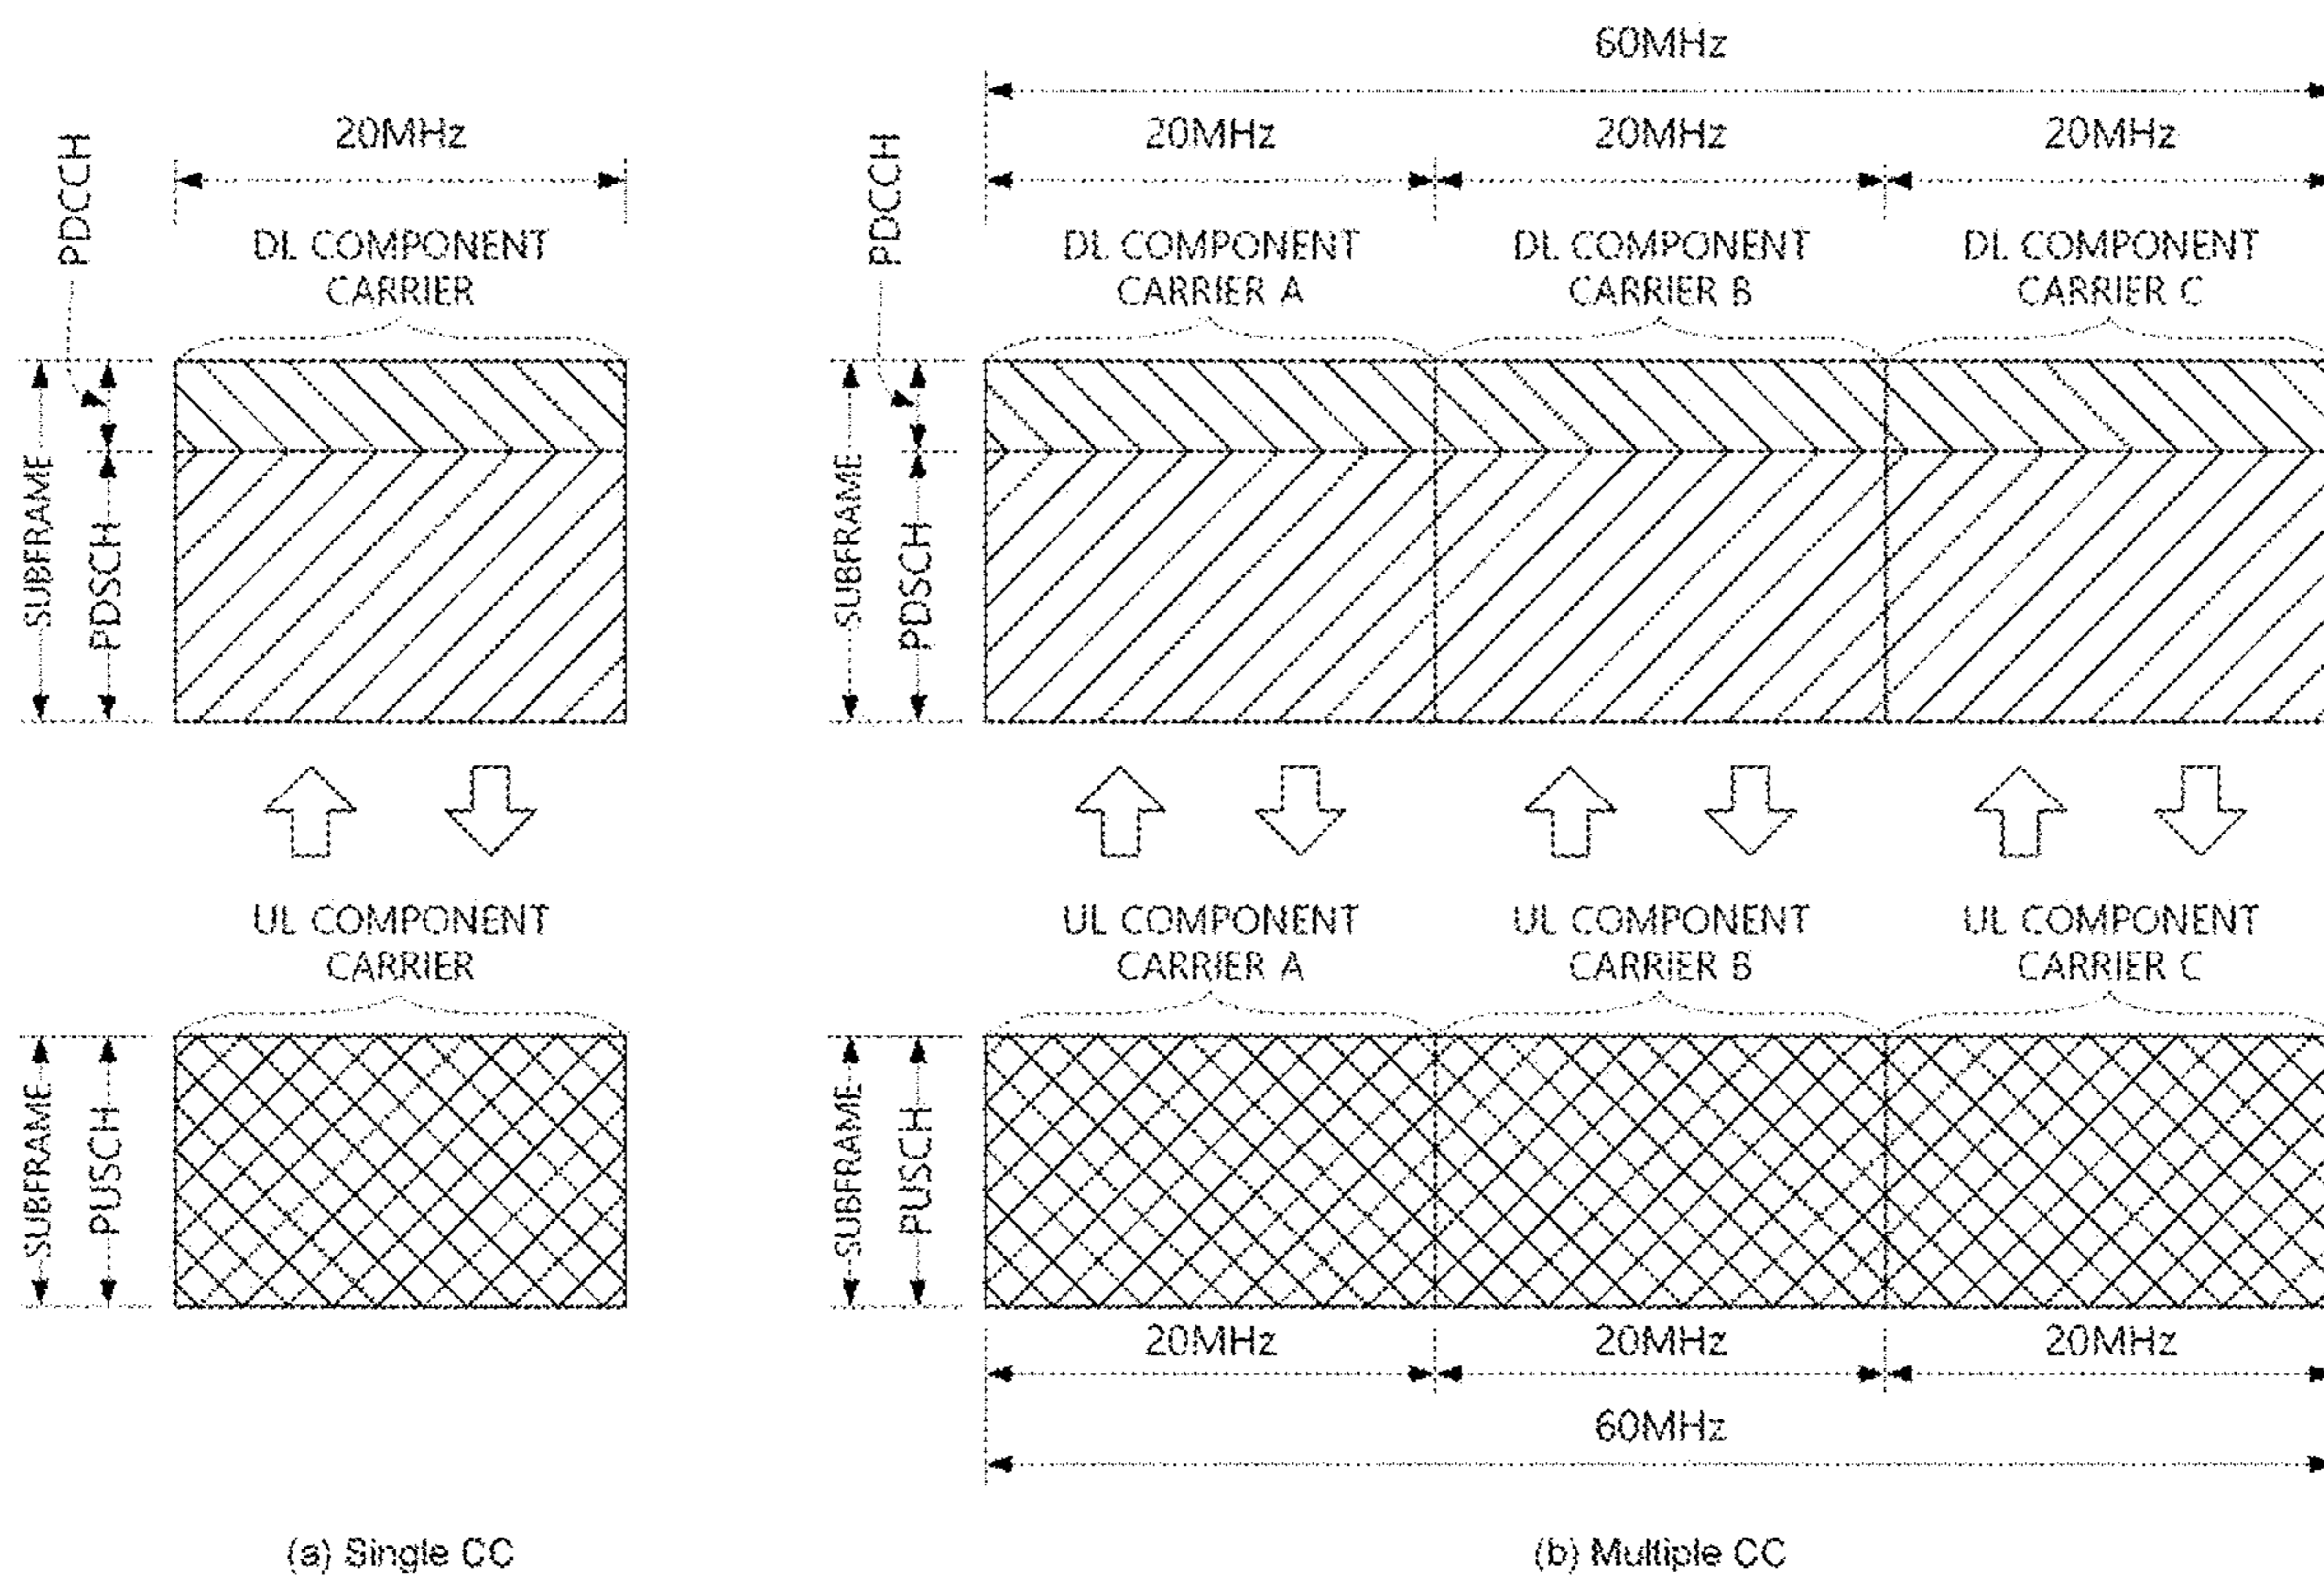 60MHz
20MHz
20MHz
20MHz
20MHz
PDCCH
PDCCH
DL COMPONENT
CARRIER
DL COMPONENT
CARRIER A
DL COMPONENT
CARRIER B
DL COMPONENT
CARRIER C
SUBFRAME
PDSCH
SUBFRAME
PDSCH
UL COMPONENT
CARRIER
UL COMPONENT
CARRIER A
UL COMPONENT
CARRIER B
UL COMPONENT
CARRIER C
SUBFRAME
PUSCH
SUBFRAME
PUSCH
20MHz
20MHz
20MHz
60MHz
(a) Single CC
(b) Multiple CC